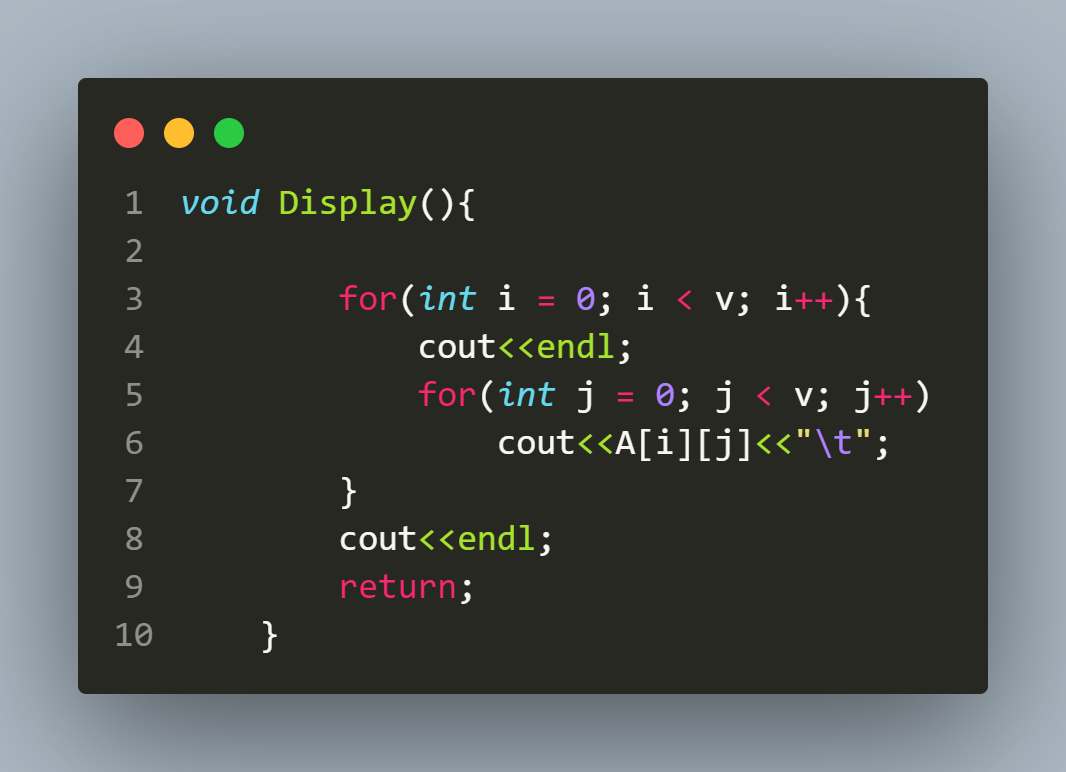 1 void Display(){
2
3         for(int i = 0; i < v; i++){
4             cout<<endl;
5             for(int j = 0; j < v; j++)
6                 cout<<A[i][j]<<"\t";
7         }
8         cout<<endl;
9         return;
10     }